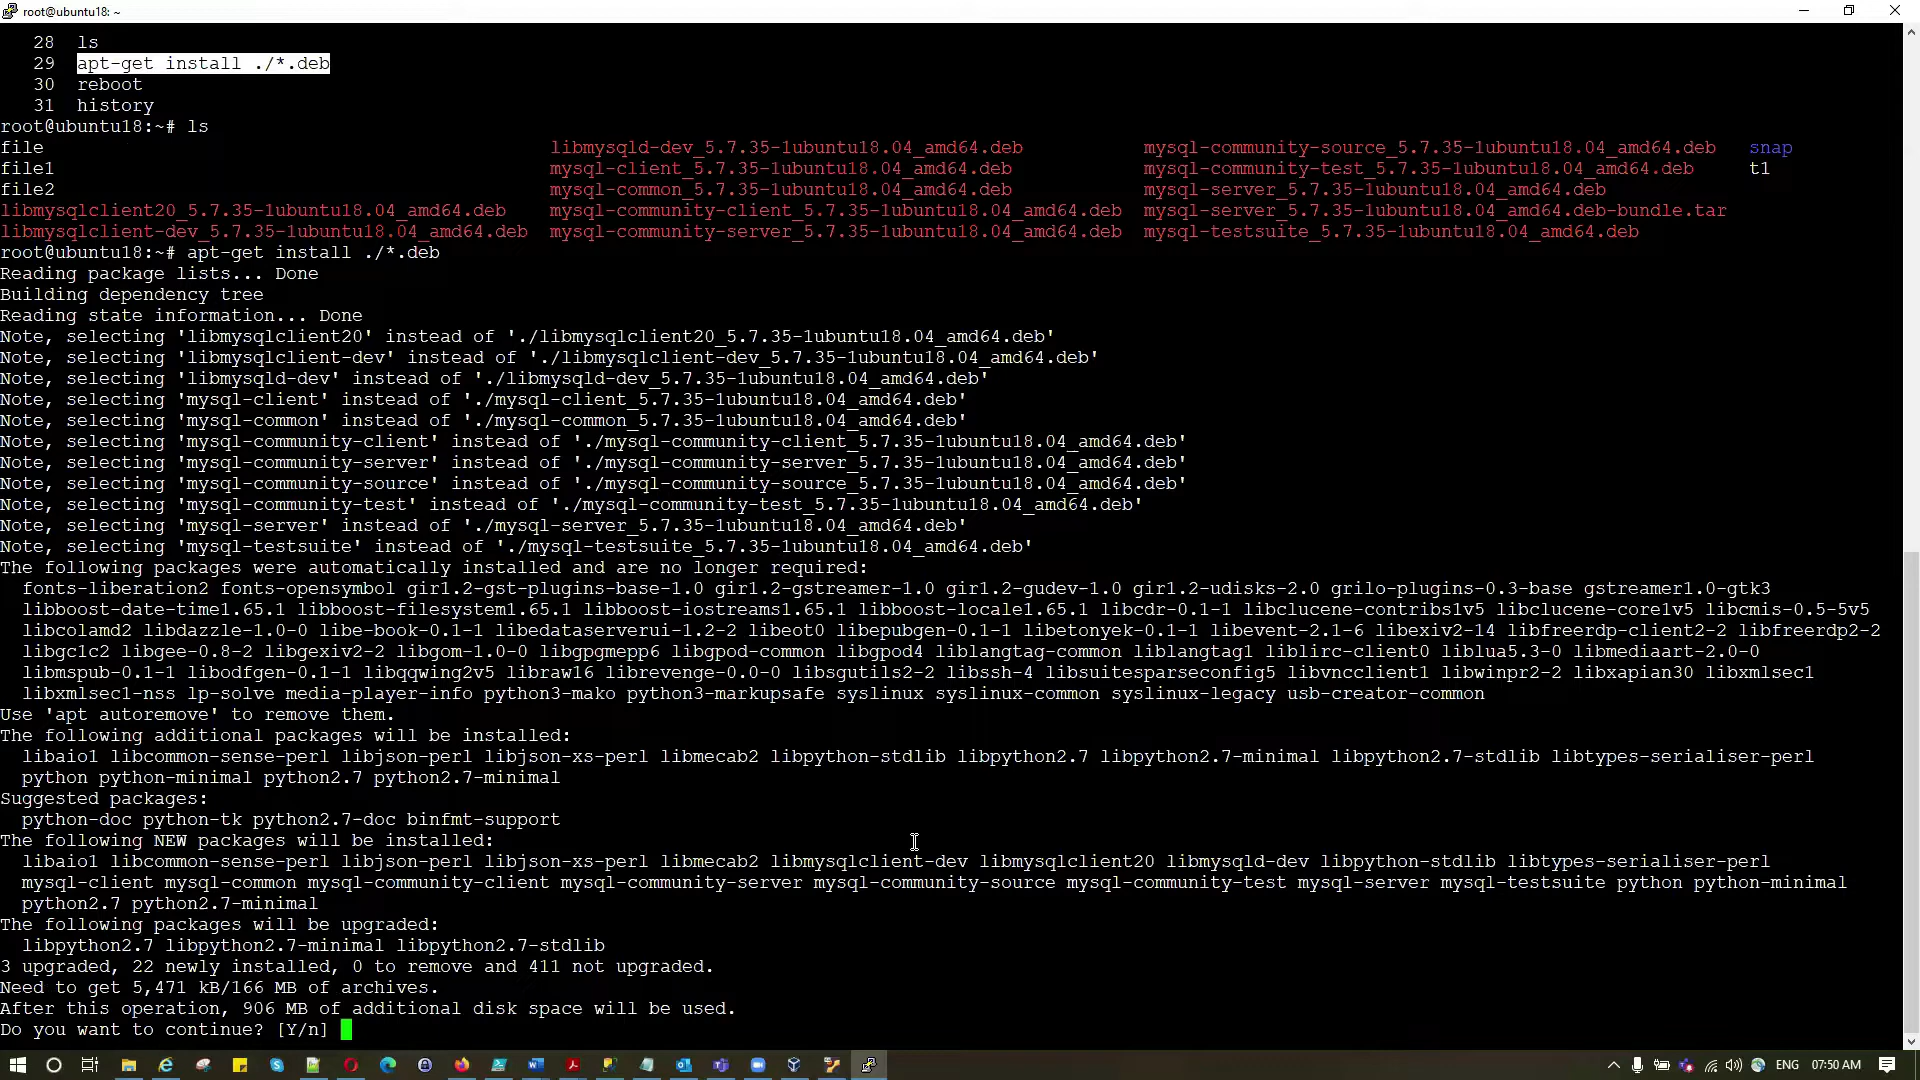 root@ubuntu18: ~
28 ls
29 apt-get install ./*.deb
30 reboot
31 history
root@ubuntu18:~# ls
file libmysqld-dev_5.7.35-1ubuntu18.04_amd64.deb mysql-community-source_5.7.35-1ubuntu18.04_amd64.deb snap
file1 mysql-client_5.7.35-1ubuntu18.04_amd64.deb mysql-community-test_5.7.35-1ubuntu18.04_amd64.deb t1
file2 mysql-common_5.7.35-1ubuntu18.04_amd64.deb mysql-server_5.7.35-1ubuntu18.04_amd64.deb
libmysqlclient20_5.7.35-1ubuntu18.04_amd64.deb mysql-community-client_5.7.35-1ubuntu18.04_amd64.deb mysql-server_5.7.35-1ubuntu18.04_amd64.deb-bundle.tar
libmysqlclient-dev_5.7.35-1ubuntu18.04_amd64.deb mysql-community-server_5.7.35-1ubuntu18.04_amd64.deb mysql-testsuite_5.7.35-1ubuntu18.04_amd64.deb
root@ubuntu18:~# apt-get install ./*.deb
Reading package lists... Done
Building dependency tree
Reading state information... Done
Note, selecting 'libmysqlclient20' instead of './libmysqlclient20_5.7.35-1ubuntu18.04_amd64.deb'
Note, selecting 'libmysqlclient-dev' instead of './libmysqlclient-dev_5.7.35-1ubuntu18.04_amd64.deb'
Note, selecting 'libmysqld-dev' instead of './libmysqld-dev_5.7.35-1ubuntu18.04_amd64.deb'
Note, selecting 'mysql-client' instead of './mysql-client_5.7.35-1ubuntu18.04_amd64.deb'
Note, selecting 'mysql-common' instead of './mysql-common_5.7.35-1ubuntu18.04_amd64.deb'
Note, selecting 'mysql-community-client' instead of './mysql-community-client_5.7.35-1ubuntu18.04_amd64.deb'
Note, selecting 'mysql-community-server' instead of './mysql-community-server_5.7.35-1ubuntu18.04_amd64.deb'
Note, selecting 'mysql-community-source' instead of './mysql-community-source_5.7.35-1ubuntu18.04_amd64.deb'
Note, selecting 'mysql-community-test' instead of './mysql-community-test_5.7.35-1ubuntu18.04_amd64.deb'
Note, selecting 'mysql-server' instead of './mysql-server_5.7.35-1ubuntu18.04_amd64.deb'
Note, selecting 'mysql-testsuite' instead of './mysql-testsuite_5.7.35-1ubuntu18.04_amd64.deb'
The following packages were automatically installed and are no longer required:
fonts-liberation2 fonts-opensymbol gir1.2-gst-plugins-base-1.0 gir1.2-gstreamer-1.0 gir1.2-gudev-1.0 gir1.2-udisks-2.0 grilo-plugins-0.3-base gstreamer1.0-gtk3
libboost-date-time1.65.1 libboost-filesystem1.65.1 libboost-iostreams1.65.1 libboost-locale1.65.1 libcdr-0.1-1 libclucene-contribs1v5 libclucene-core1v5 libcmis-0.5-5v5
libcolamd2 libdazzle-1.0-0 libe-book-0.1-1 libedataserverui-1.2-2 libeot0 libepubgen-0.1-1 libetonyek-0.1-1 libevent-2.1-6 libexiv2-14 libfreerdp-client2-2 libfreerdp2-2
libgc1c2 libgee-0.8-2 libgexiv2-2 libgom-1.0-0 libgpgmepp6 libgpod-common libgpod4 liblangtag-common liblangtag1 liblirc-client0 liblua5.3-0 libmediaart-2.0-0
libmspub-0.1-1 libodfgen-0.1-1 libqqwing2v5 libraw16 librevenge-0.0-0 libsgutils2-2 libssh-4 libsuitesparseconfig5 libvncclient1 libwinpr2-2 libxapian30 libxmlsec1
libxmlsec1-nss lp-solve media-player-info python3-mako python3-markupsafe syslinux syslinux-common syslinux-legacy usb-creator-common
Use 'apt autoremove' to remove them.
The following additional packages will be installed:
libaio1 libcommon-sense-perl libjson-perl libjson-xs-perl libmecab2 libpython-stdlib libpython2.7 libpython2.7-minimal libpython2.7-stdlib libtypes-serialiser-perl
python python-minimal python2.7 python2.7-minimal
Suggested packages:
python-doc python-tk python2.7-doc binfmt-support
The following NEW packages will be installed:
libaio1 libcommon-sense-perl libjson-perl libjson-xs-perl libmecab2 libmysqlclient-dev libmysqlclient20 libmysqld-dev libpython-stdlib libtypes-serialiser-perl
mysql-client mysql-common mysql-community-client mysql-community-server mysql-community-source mysql-community-test mysql-server mysql-testsuite python python-minimal
python2.7 python2.7-minimal
The following packages will be upgraded:
libpython2.7 libpython2.7-minimal libpython2.7-stdlib
3 upgraded, 22 newly installed, 0 to remove and 411 not upgraded.
Need to get 5,471 kB/166 MB of archives.
After this operation, 906 MB of additional disk space will be used.
Do you want to continue? [Y/n]
ENG 07:50 AM